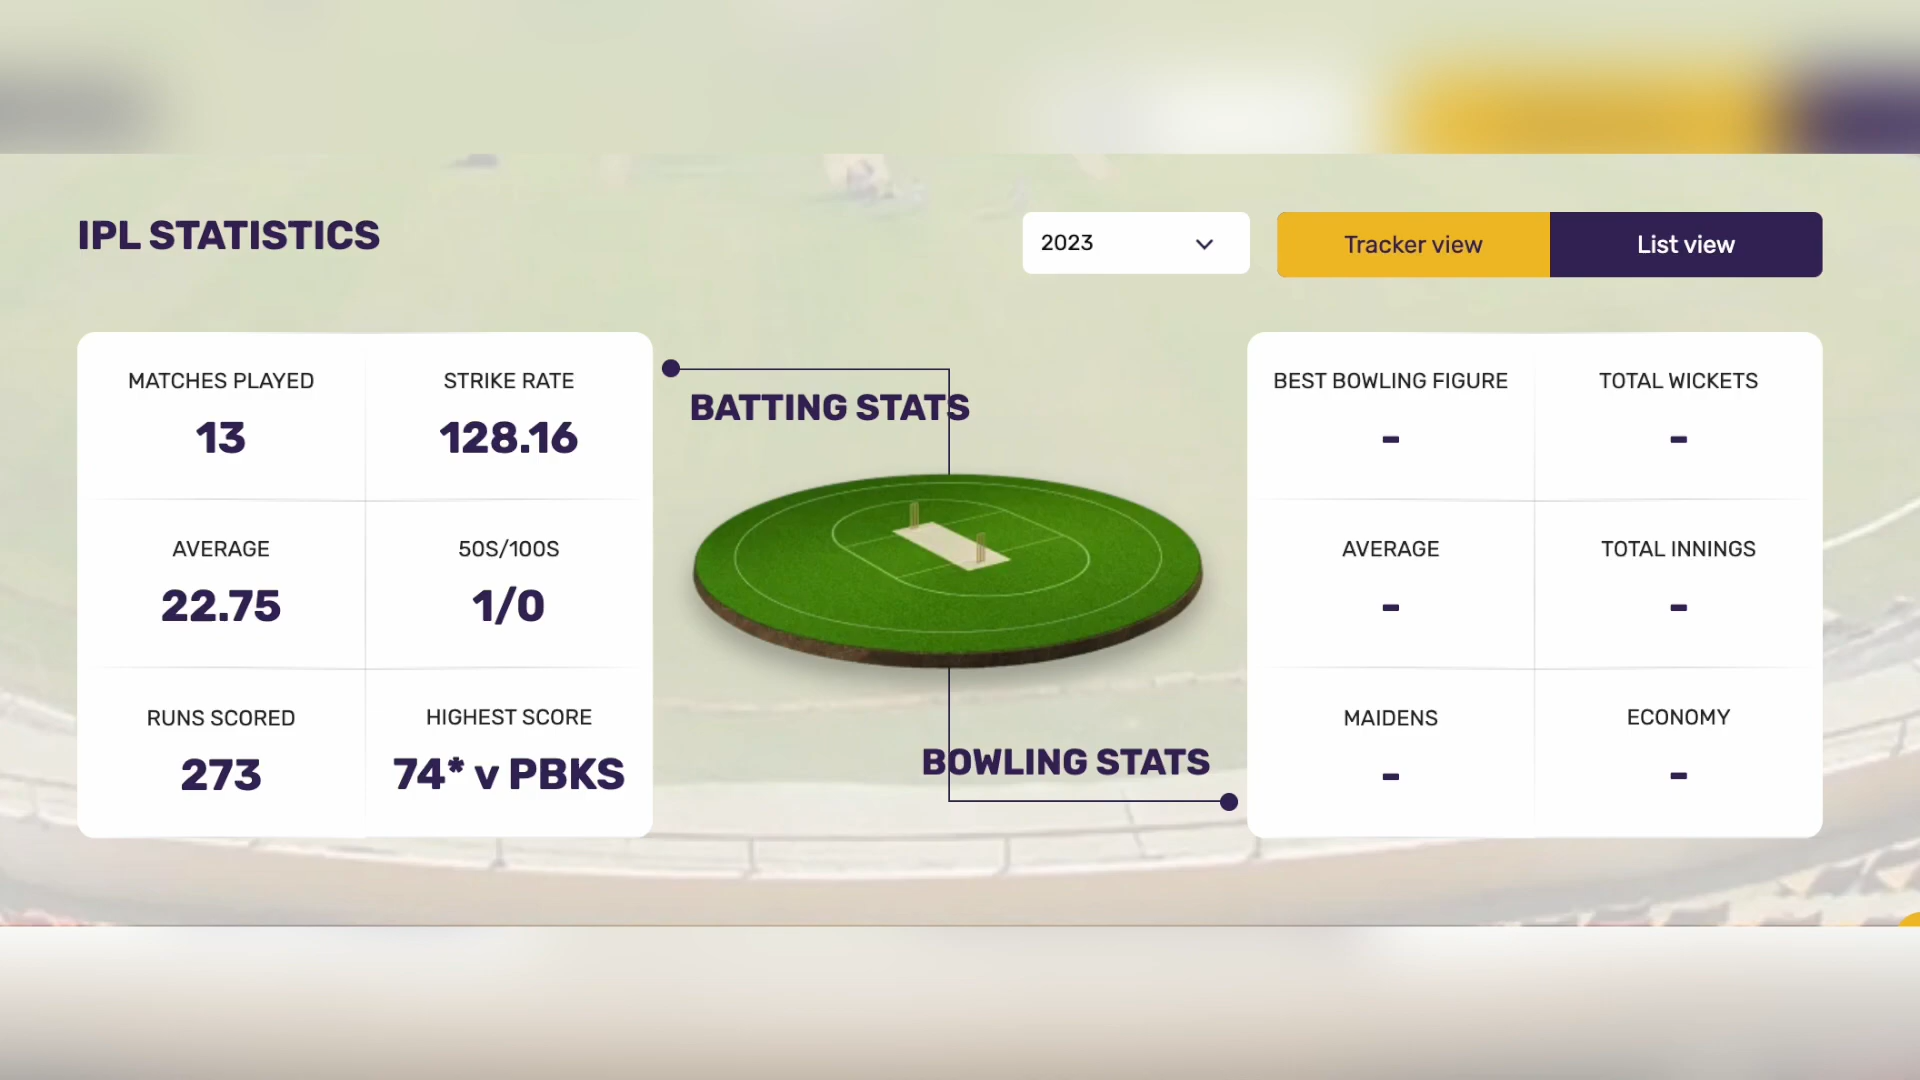 IPL STATISTICS
2023
Tracker view
List view
MATCHES PLAYED
13
STRIKE RATE
128.16
AVERAGE
22.75
50S/100S
1/0
RUNS SCORED
273
HIGHEST SCORE
74* v PBKS
BATTING STATS
BOWLING STATS
BEST BOWLING FIGURE
-
TOTAL WICKETS
-
AVERAGE
-
TOTAL INNINGS
-
MAIDENS
-
ECONOMY
-